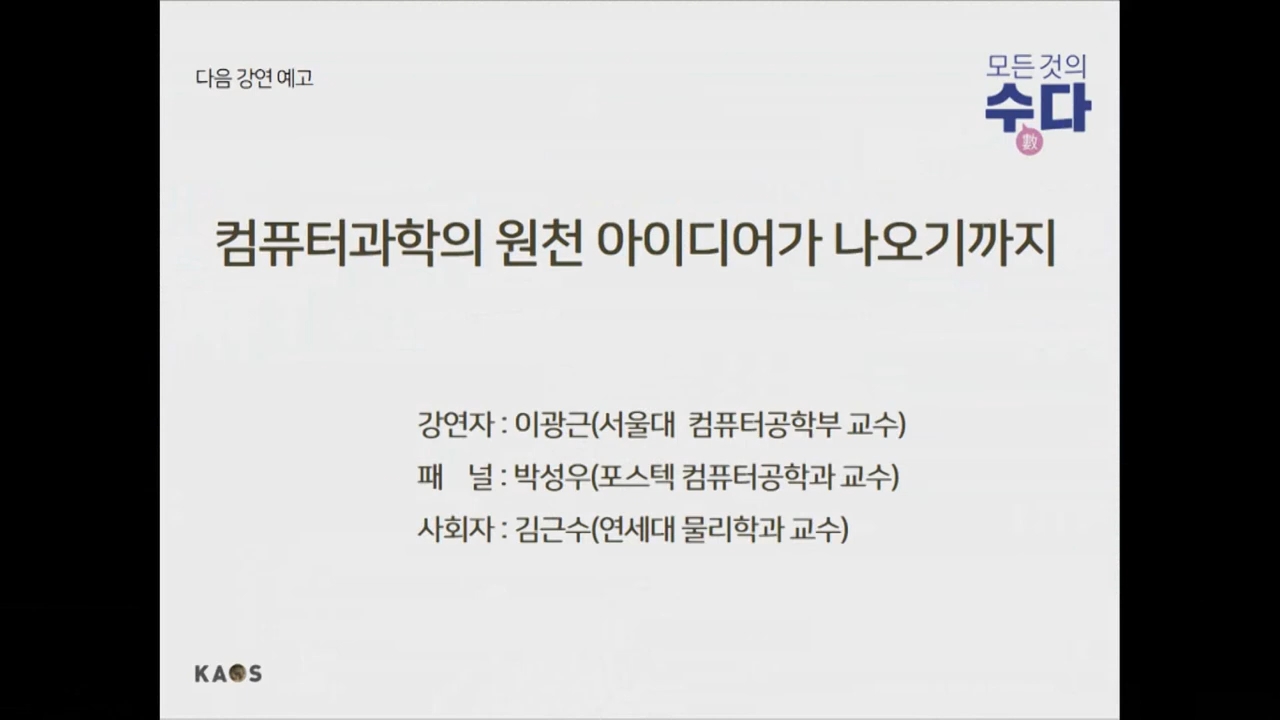 다음 강연 예고
모든 것의
수다
數
컴퓨터과학의 원천 아이디어가 나오기까지
강연자 : 이광근(서울대 컴퓨터공학부 교수)
패 널 : 박성우(포스텍 컴퓨터공학과 교수)
사회자 : 김근수(연세대 물리학과 교수)
KAOS